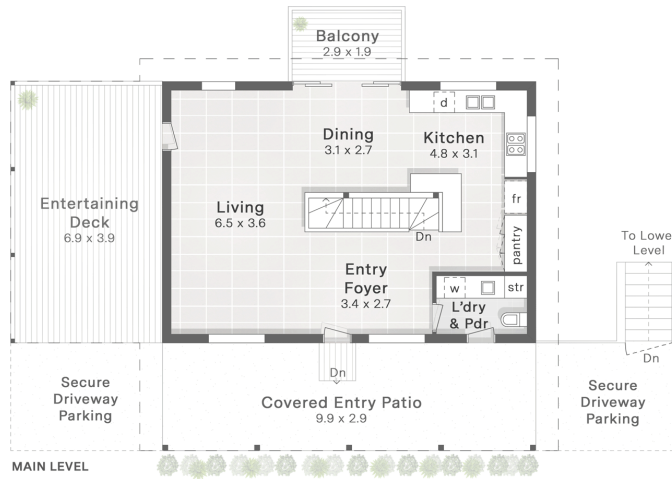 Balcony
2.9 x 1.9
d
Dining
3.1 x 2.7
Kitchen
4.8 x 3.1
Entertaining
Deck
6.9 x 3.9
Living
6.5 x 3.6
fr
pantry
Dn
To Lower
Level
Entry
Foyer
3.4 x 2.7
w
str
L'dry
& Pdr
Dn
Dn
Secure
Driveway
Parking
Covered Entry Patio
9.9 x 2.9
Secure
Driveway
Parking
MAIN LEVEL